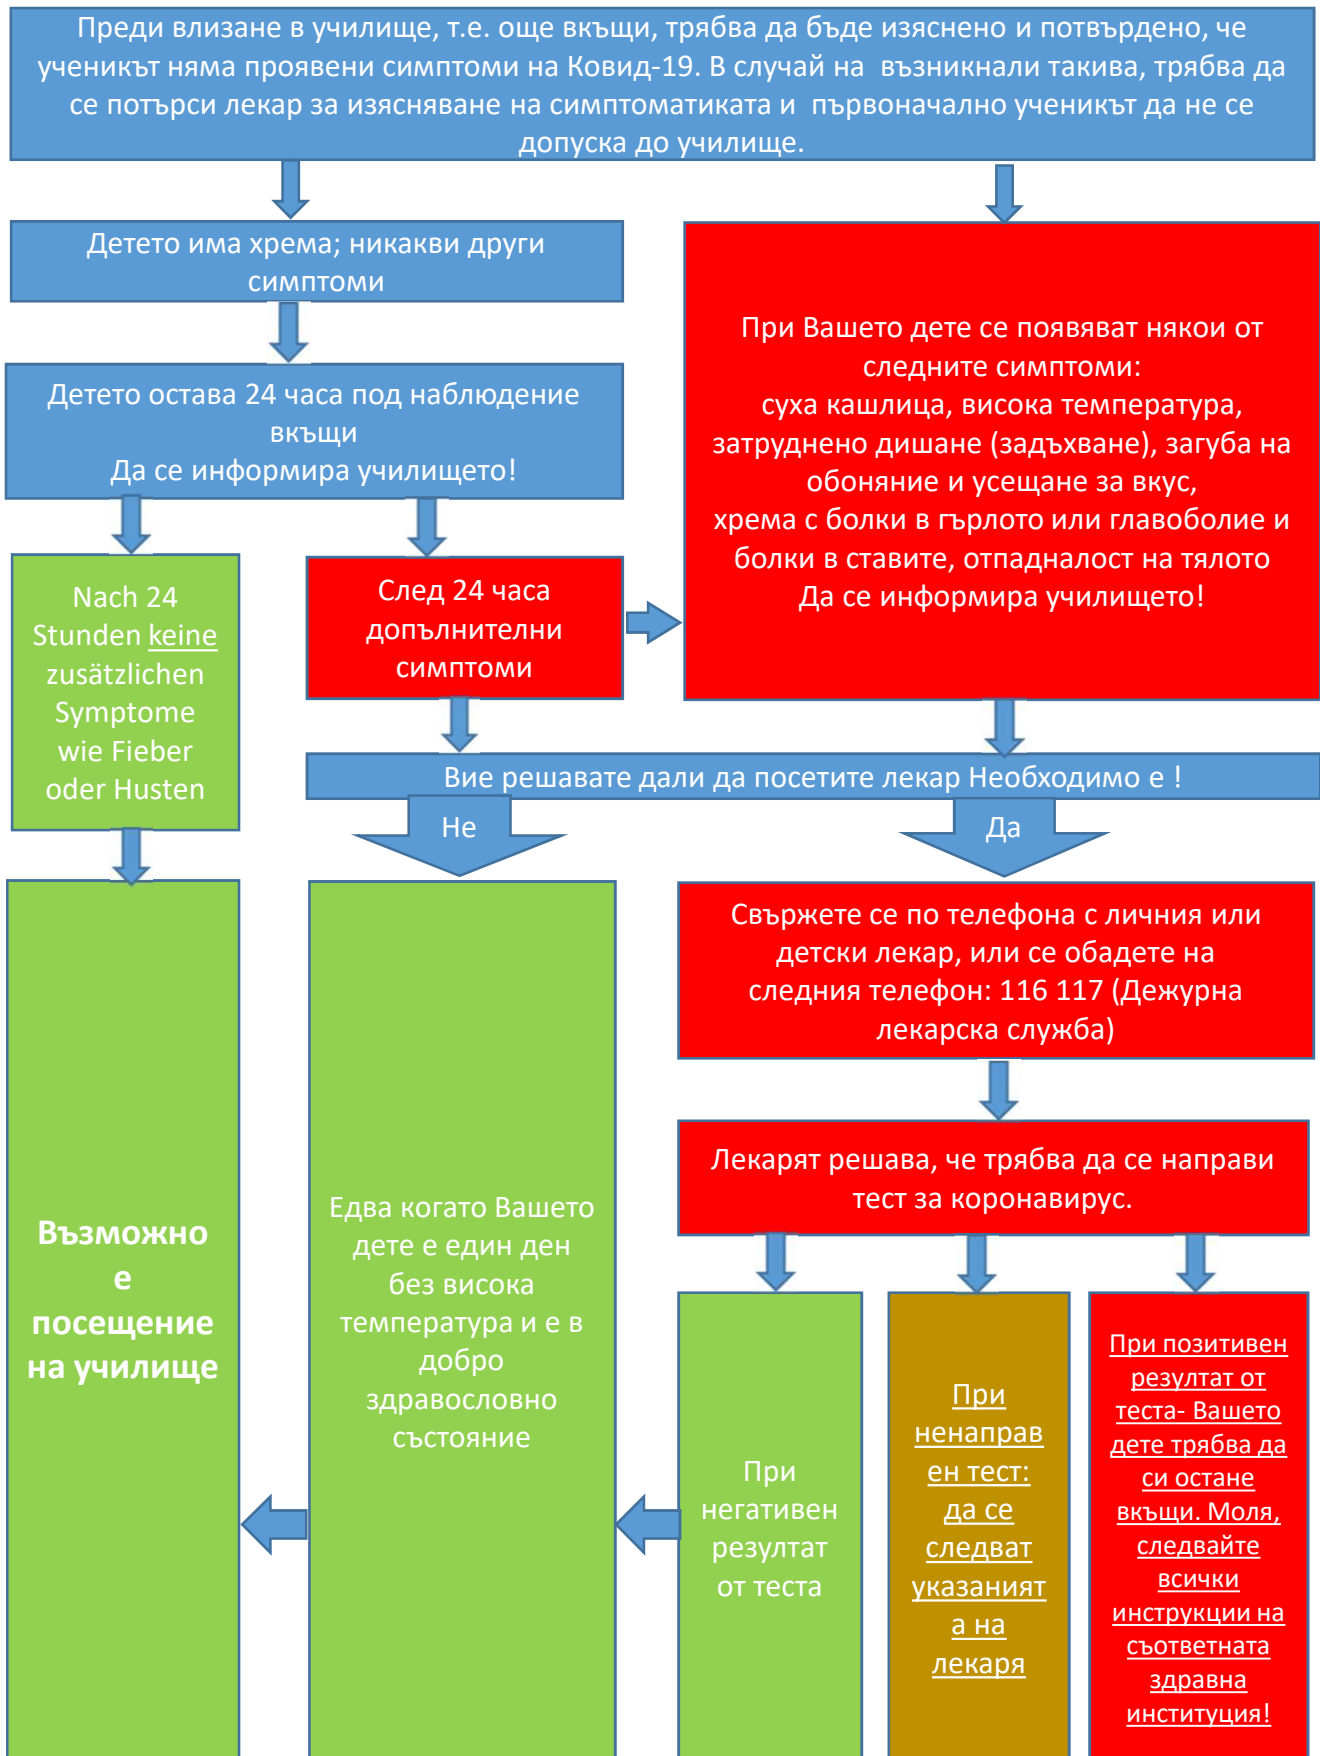 Преди влизане в училище, т.е. още вкъщи, трябва да бъде изяснено и потвърдено, че
ученикът няма проявени симптоми на Ковид-19. В случай на  възникнали такива, трябва да
се потърси лекар за изясняване на симптоматиката и  първоначално ученикът да не се
допуска до училище.
Детето има хрема; никакви други
симптоми
Детето остава 24 часа под наблюдение
вкъщи
Да се информира училището!
При Вашето дете се появяват някои от
следните симптоми:
суха кашлица, висока температура,
затруднено дишане (задъхване), загуба на
обоняние и усещане за вкус,
хрема с болки в гърлото или главоболие и
болки в ставите, отпадналост на тялото
Да се информира училището!
Nach 24
Stunden keine
zusätzlichen
Symptome
wie Fieber
oder Husten
След 24 часа
допълнителни
симптоми
Вие решавате дали да посетите лекар Необходимо е !
Не
Да
Свържете се по телефона с личния или
детски лекар, или се обадете на
следния телефон: 116 117 (Дежурна
лекарска служба)
Лекарят решава, че трябва да се направи
тест за коронавирус.
Възможно
е
посещение
на училище
Едва когато Вашето
дете е един ден
без висока
температура и е в
добро
здравословно
състояние
При
негативен
резултат
от теста
При
ненаправ
ен тест:
да се
следват
указаният
а на
лекаря
При позитивен
резултат от
теста- Вашето
дете трябва да
си остане
вкъщи. Моля,
следвайте
всички
инструкции на
съответната
здравна
институция!